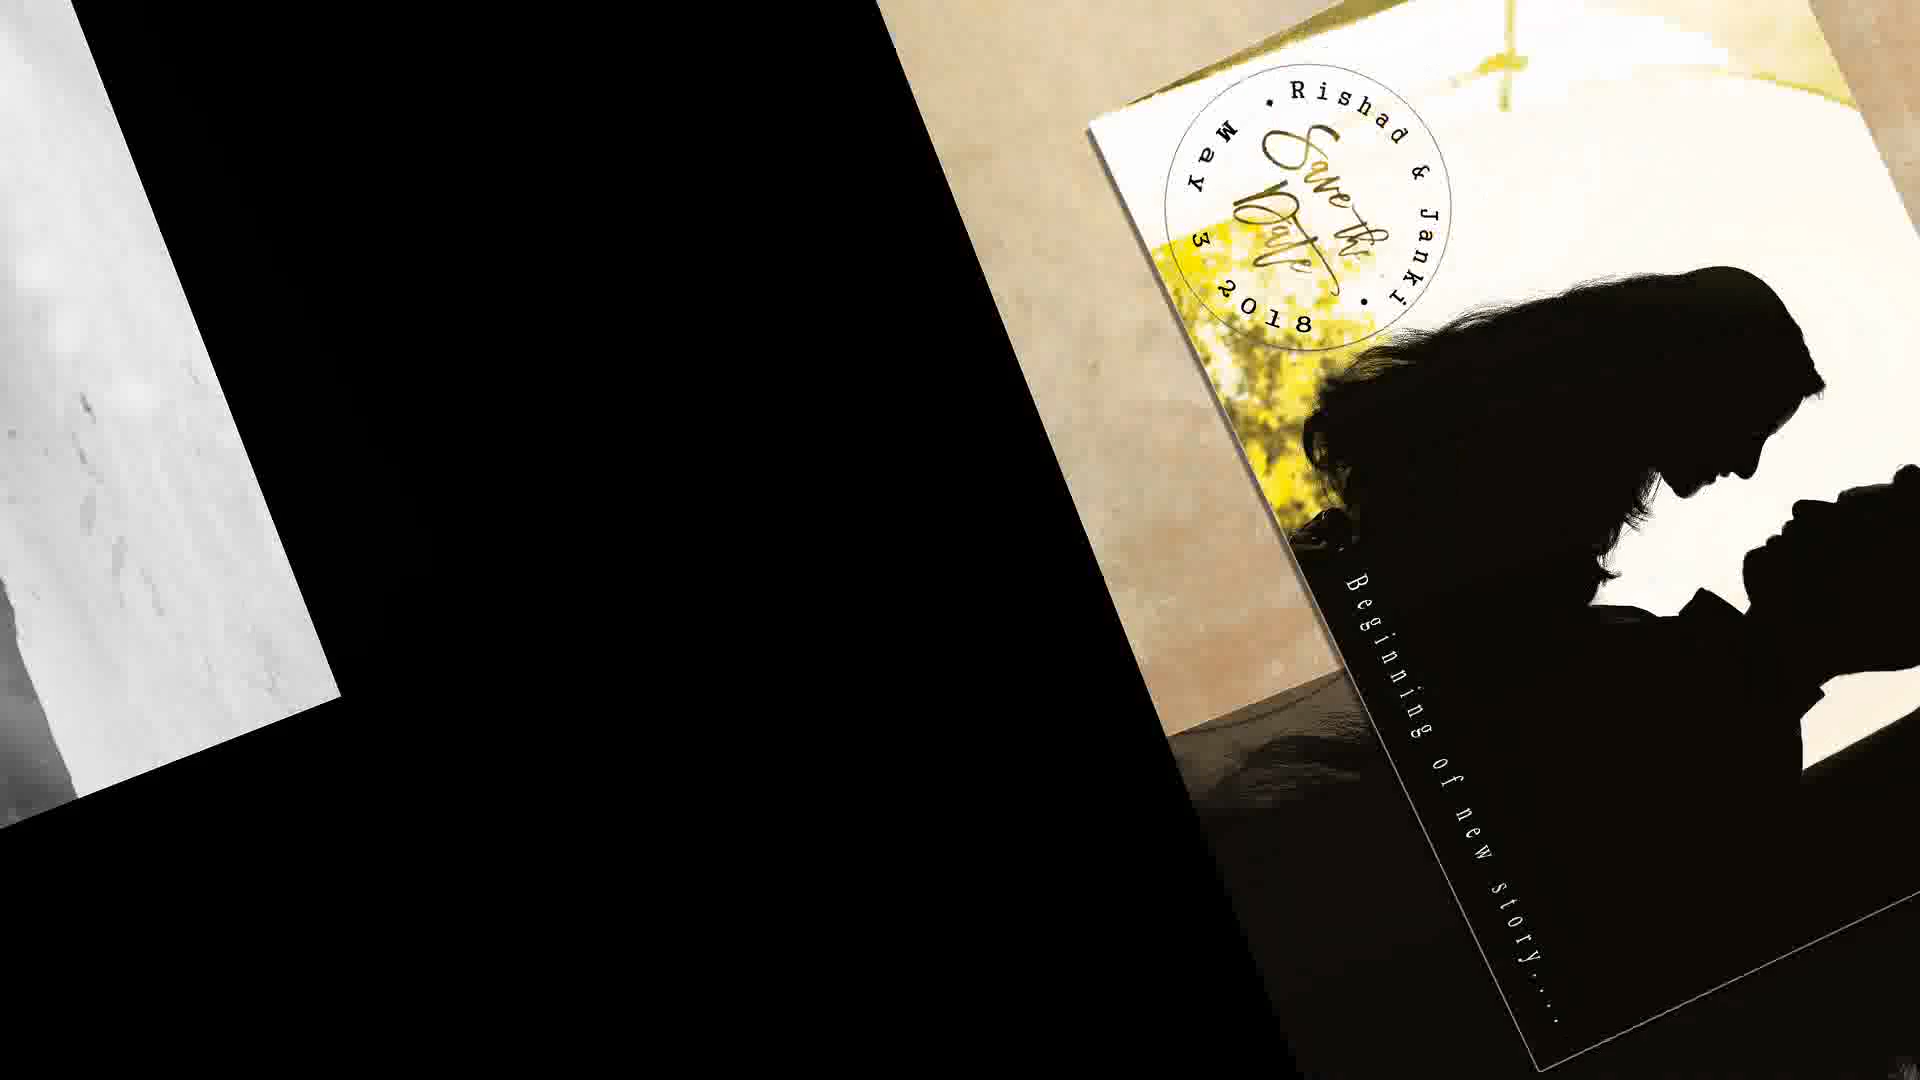 • Rishad & Janki •
May 3 2018
Save the
Date
Beginning of new story....